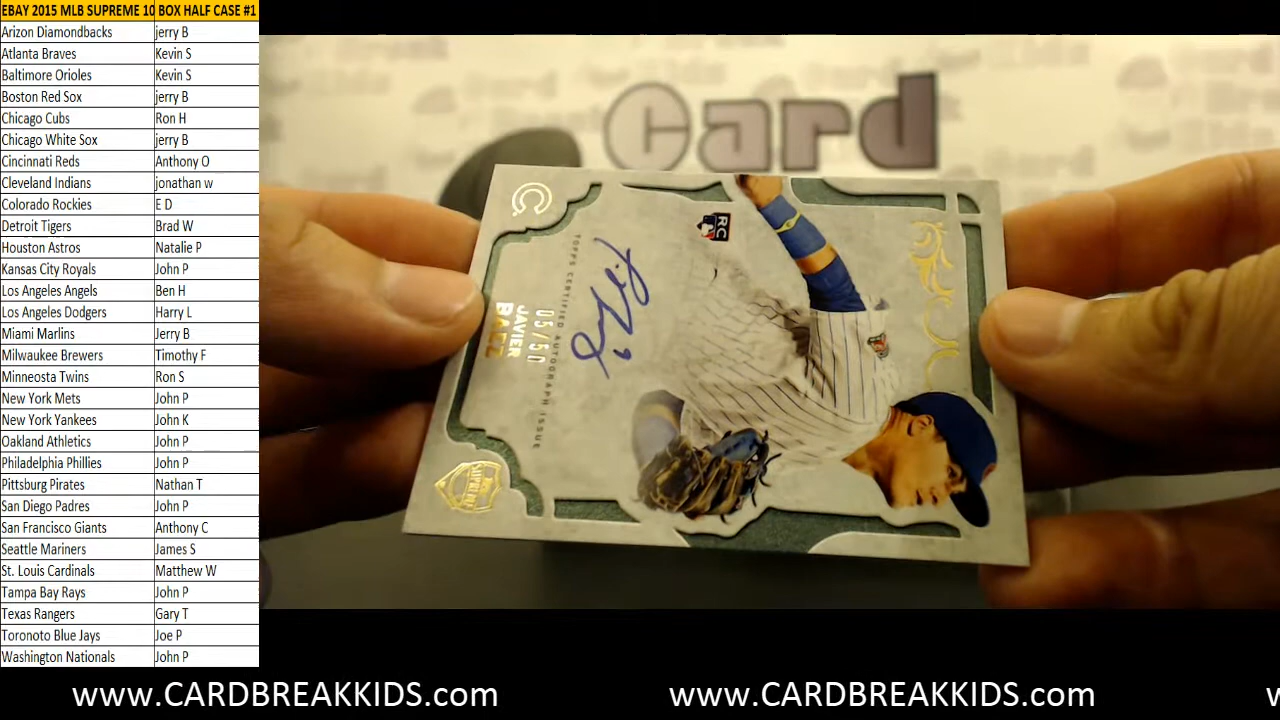 EBAY 2015 MLB SUPREME 10 BOX HALF CASE #1
Arizon Diamondbacks jerry B
Atlanta Braves Kevin S
Baltimore Orioles Kevin S
Boston Red Sox jerry B
Chicago Cubs Ron H
Chicago White Sox jerry B
Cincinnati Reds Anthony O
Cleveland Indians jonathan w
Colorado Rockies E D
Detroit Tigers Brad W
Houston Astros Natalie P
Kansas City Royals John P
Los Angeles Angels Ben H
Los Angeles Dodgers Harry L
Miami Marlins Jerry B
Milwaukee Brewers Timothy F
Minneosta Twins Ron S
New York Mets John P
New York Yankees John K
Oakland Athletics John P
Philadelphia Phillies John P
Pittsburg Pirates Nathan T
San Diego Padres John P
San Francisco Giants Anthony C
Seattle Mariners James S
St. Louis Cardinals Matthew W
Tampa Bay Rays John P
Texas Rangers Gary T
Toronoto Blue Jays Joe P
Washington Nationals John P
Card
RC
TOPPS CERTIFIED AUTOGRAPH ISSUE
05/50
JAVIER
BAEZ
SUPREME
www.CARDBREAKKIDS.com www.CARDBREAKKIDS.com